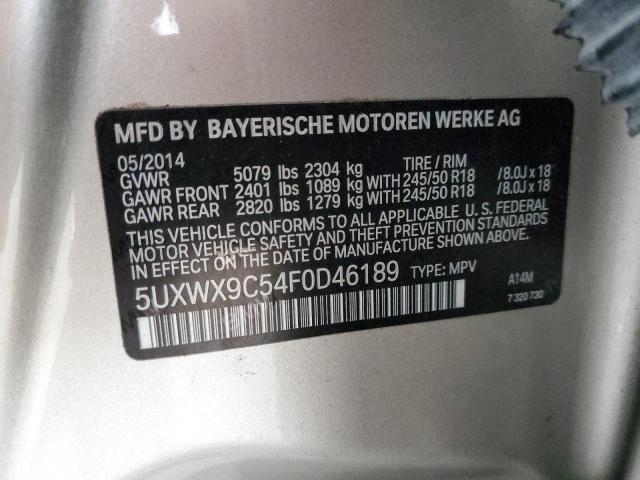 MFD BY BAYERISCHE MOTOREN WERKE AG
05/2014 TIRE / RIM
GVWR 5079 lbs 2304 kg
GAWR FRONT 2401 lbs 1089 kg WITH 245/50 R18 /8.0J x 18
GAWR REAR 2820 lbs 1279 kg WITH 245/50 R18 /8.0J x 18
THIS VEHICLE CONFORMS TO ALL APPLICABLE U. S. FEDERAL
MOTOR VEHICLE SAFETY AND THEFT PREVENTION STANDARDS
IN EFFECT ON THE DATE OF MANUFACTURE SHOWN ABOVE.
5UXWX9C54F0D46189 TYPE: MPV A14M
7 320 730